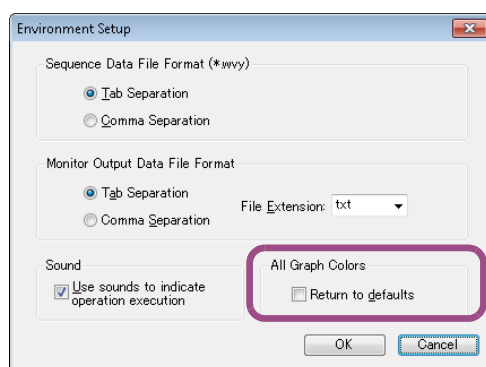 Environment Setup
Sequence Data File Format (*.wvy)
Tab Separation
Comma Separation
Monitor Output Data File Format
Tab Separation
File Extension: txt
Comma Separation
Sound
All Graph Colors
Use sounds to indicate
operation execution
Return to defaults
OK
Cancel